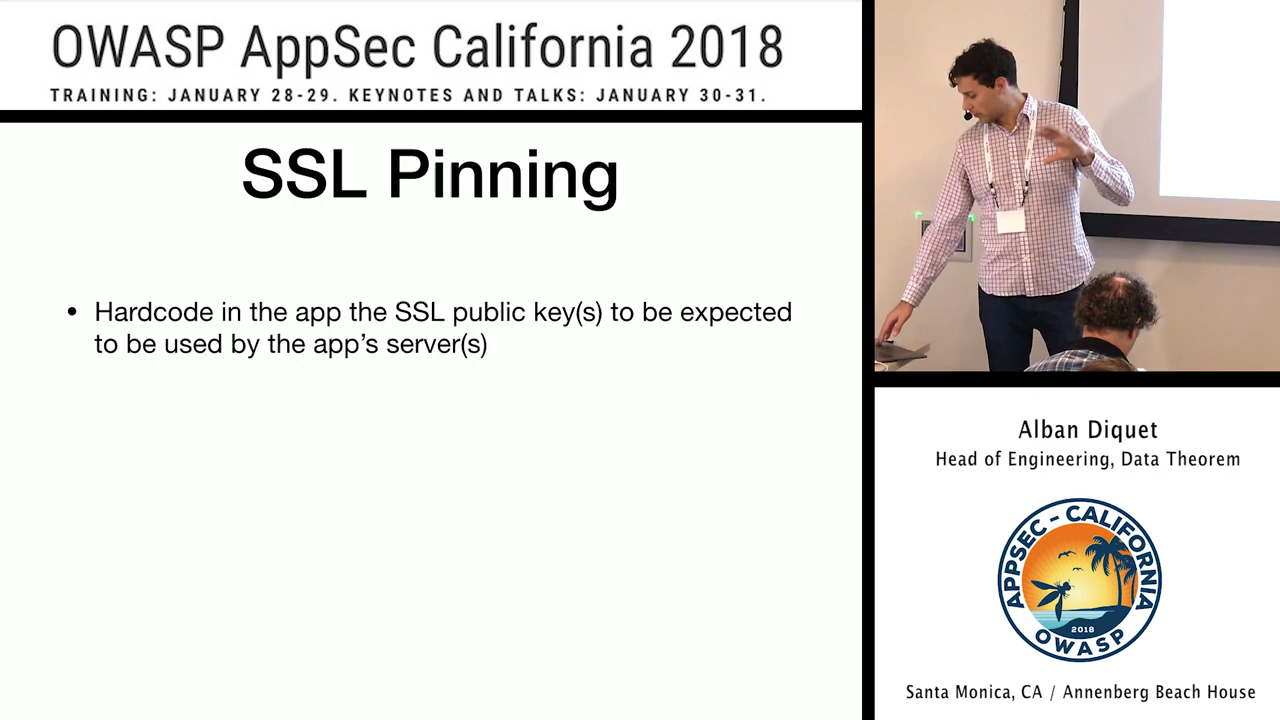 OWASP AppSec California 2018
TRAINING: JANUARY 28-29. KEYNOTES AND TALKS: JANUARY 30-31.
SSL Pinning
• Hardcode in the app the SSL public key(s) to be expected
to be used by the app’s server(s)
Alban Diquet
Head of Engineering, Data Theorem
APPSEC - CALIFORNIA
2018
OWASP
Santa Monica, CA / Annenberg Beach House